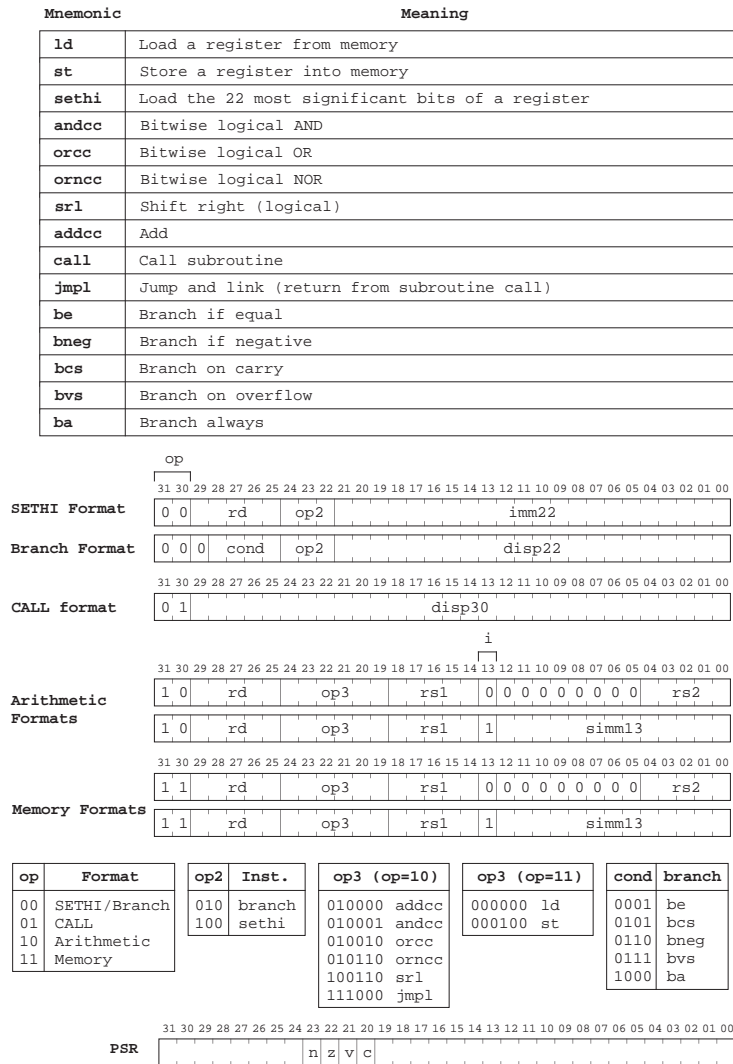 Mnemonic Meaning
ld Load a register from memory
st Store a register into memory
sethi Load the 22 most significant bits of a register
andcc Bitwise logical AND
orcc Bitwise logical OR
orncc Bitwise logical NOR
srl Shift right (logical)
addcc Add
call Call subroutine
jmpl Jump and link (return from subroutine call)
be Branch if equal
bneg Branch if negative
bcs Branch on carry
bvs Branch on overflow
ba Branch always
op
31 30 29 28 27 26 25 24 23 22 21 20 19 18 17 16 15 14 13 12 11 10 09 08 07 06 05 04 03 02 01 00
SETHI Format 0 0 rd op2 imm22
Branch Format 0 0 0 cond op2 disp22
31 30 29 28 27 26 25 24 23 22 21 20 19 18 17 16 15 14 13 12 11 10 09 08 07 06 05 04 03 02 01 00
CALL format 0 1 disp30
i
31 30 29 28 27 26 25 24 23 22 21 20 19 18 17 16 15 14 13 12 11 10 09 08 07 06 05 04 03 02 01 00
Arithmetic Formats
1 0 rd op3 rs1 0 0 0 0 0 0 0 0 0 rs2
1 0 rd op3 rs1 1 simm13
31 30 29 28 27 26 25 24 23 22 21 20 19 18 17 16 15 14 13 12 11 10 09 08 07 06 05 04 03 02 01 00
Memory Formats
1 1 rd op3 rs1 0 0 0 0 0 0 0 0 0 rs2
1 1 rd op3 rs1 1 simm13
op Format
00 SETHI/Branch
01 CALL
10 Arithmetic
11 Memory
op2 Inst.
010 branch
100 sethi
op3 (op=10)
010000 addcc
010001 andcc
010010 orcc
010110 orncc
100110 srl
111000 jmpl
op3 (op=11)
000000 ld
000100 st
cond branch
0001 be
0101 bcs
0110 bneg
0111 bvs
1000 ba
31 30 29 28 27 26 25 24 23 22 21 20 19 18 17 16 15 14 13 12 11 10 09 08 07 06 05 04 03 02 01 00
PSR n z v c